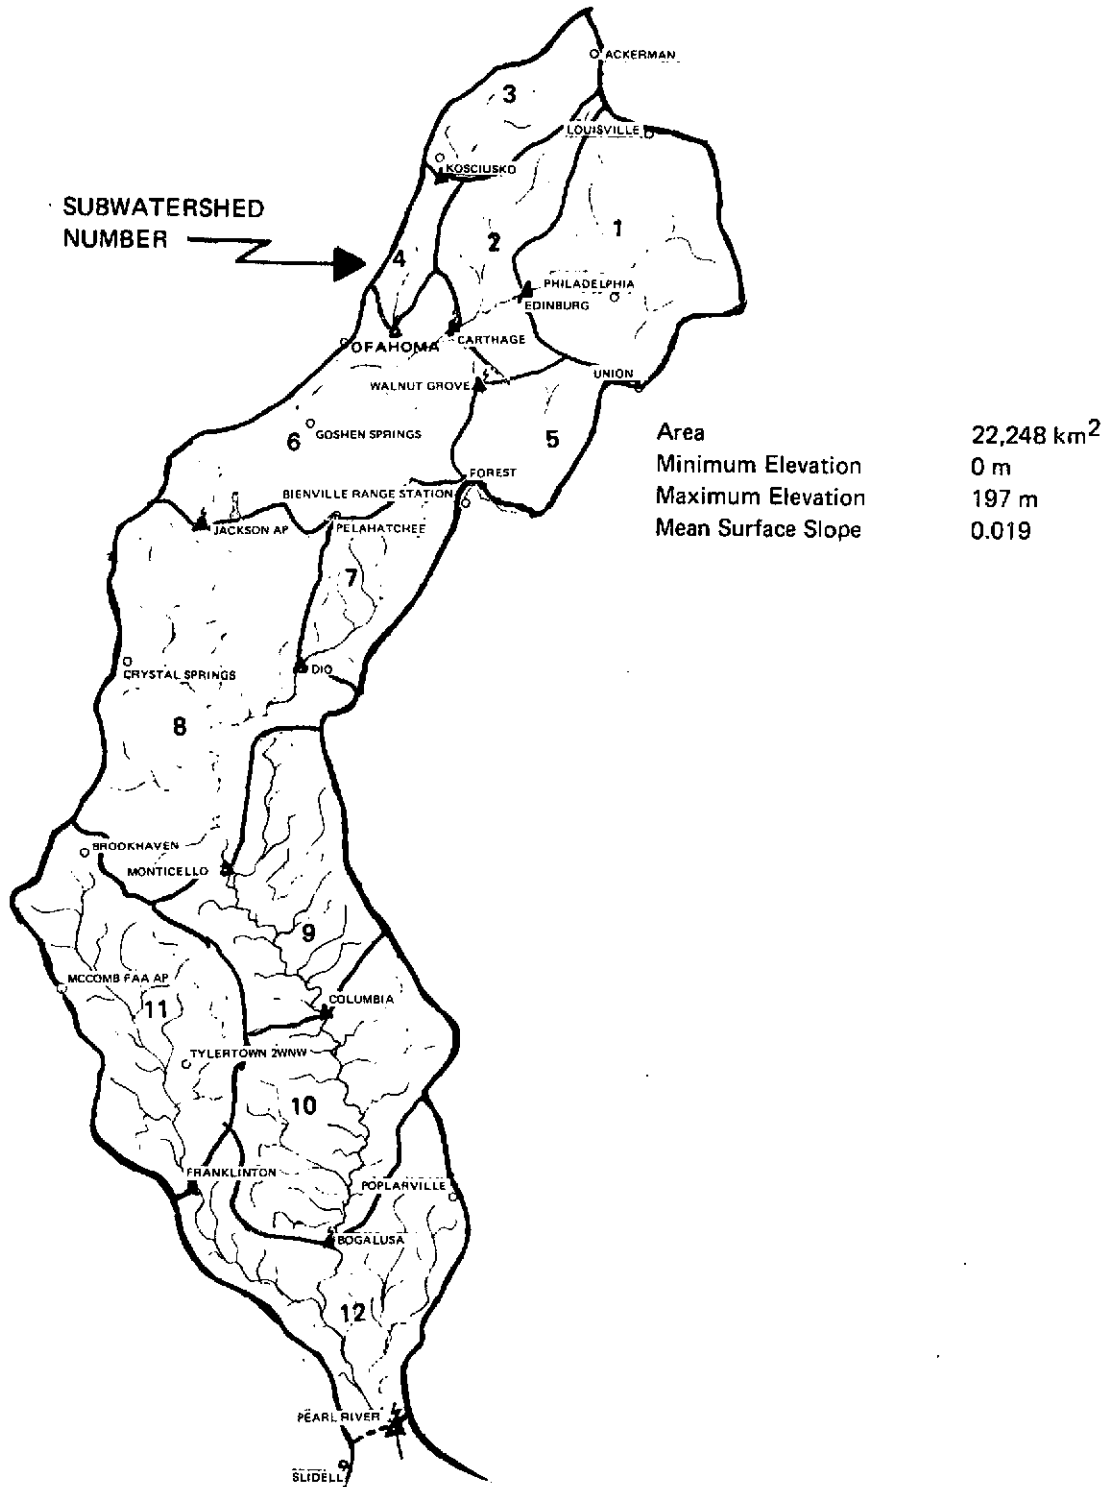 ACKERMAN
3
LOUISVILLE
KOSCIUSKO
SUBWATERSHED
NUMBER
1
2
4
PHILADELPHIA
EDINBURG
OFAHOMA
CARTHAGE
UNION
WALNUT GROVE
6
GOSHEN SPRINGS
5
Area 22,248 km2
Minimum Elevation 0 m
Maximum Elevation 197 m
Mean Surface Slope 0.019
FOREST
BIENVILLE RANGE STATION
JACKSON AP
PELAHATCHEE
7
DIO
CRYSTAL SPRINGS
8
BROOKHAVEN
MONTICELLO
9
MCCOMB FAA AP
COLUMBIA
11
TYLERTOWN 2WNW
10
FRANKLINTON
POPLARVILLE
BOGALUSA
12
PEARL RIVER
SLIDELL